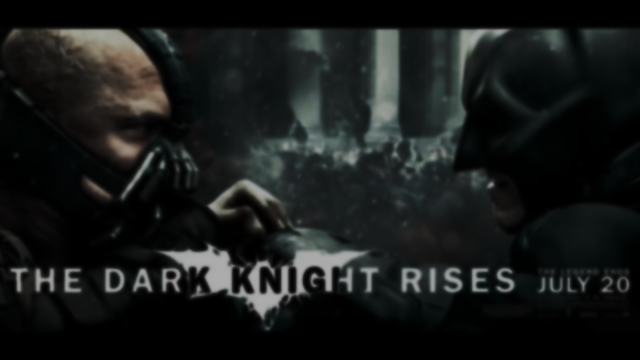 THE DARK KNIGHT RISES
THE LEGEND ENDS
JULY 20